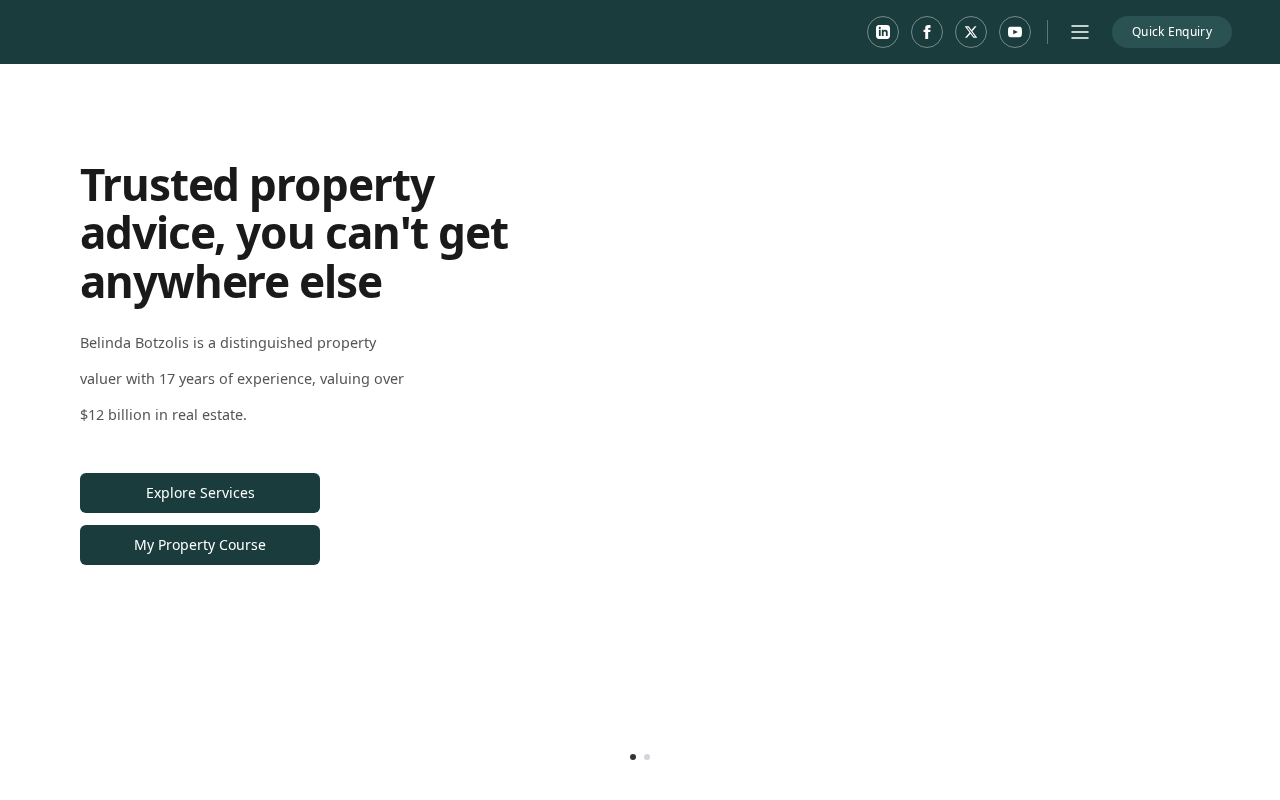 Quick Enquiry
Trusted property
advice, you can't get
anywhere else
Belinda Botzolis is a distinguished property
valuer with 17 years of experience, valuing over
$12 billion in real estate.
Explore Services
My Property Course